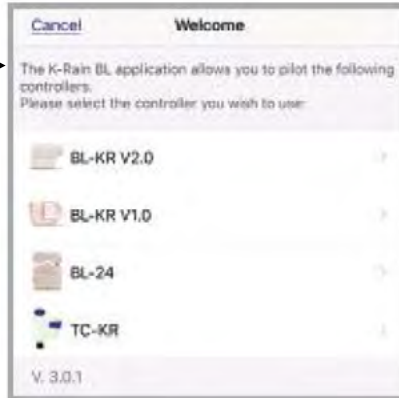 Cancel Welcome
The K-Rain BL application allows you to pilot the following
controllers.
Please select the controller you wish to use:
BL-KR V2.0
BL-KR V1.0
BL-24
TC-KR
V. 3.0.1